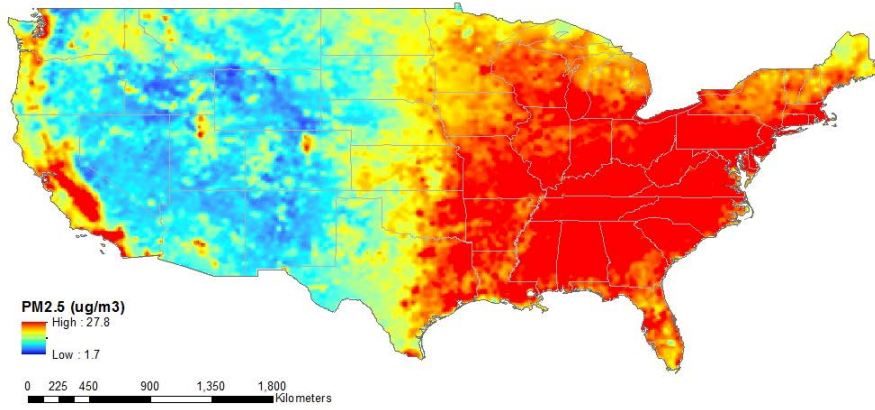 PM2.5 (ug/m3)
High : 27.8
Low : 1.7
0 225 450 900 1,350 1,800
Kilometers